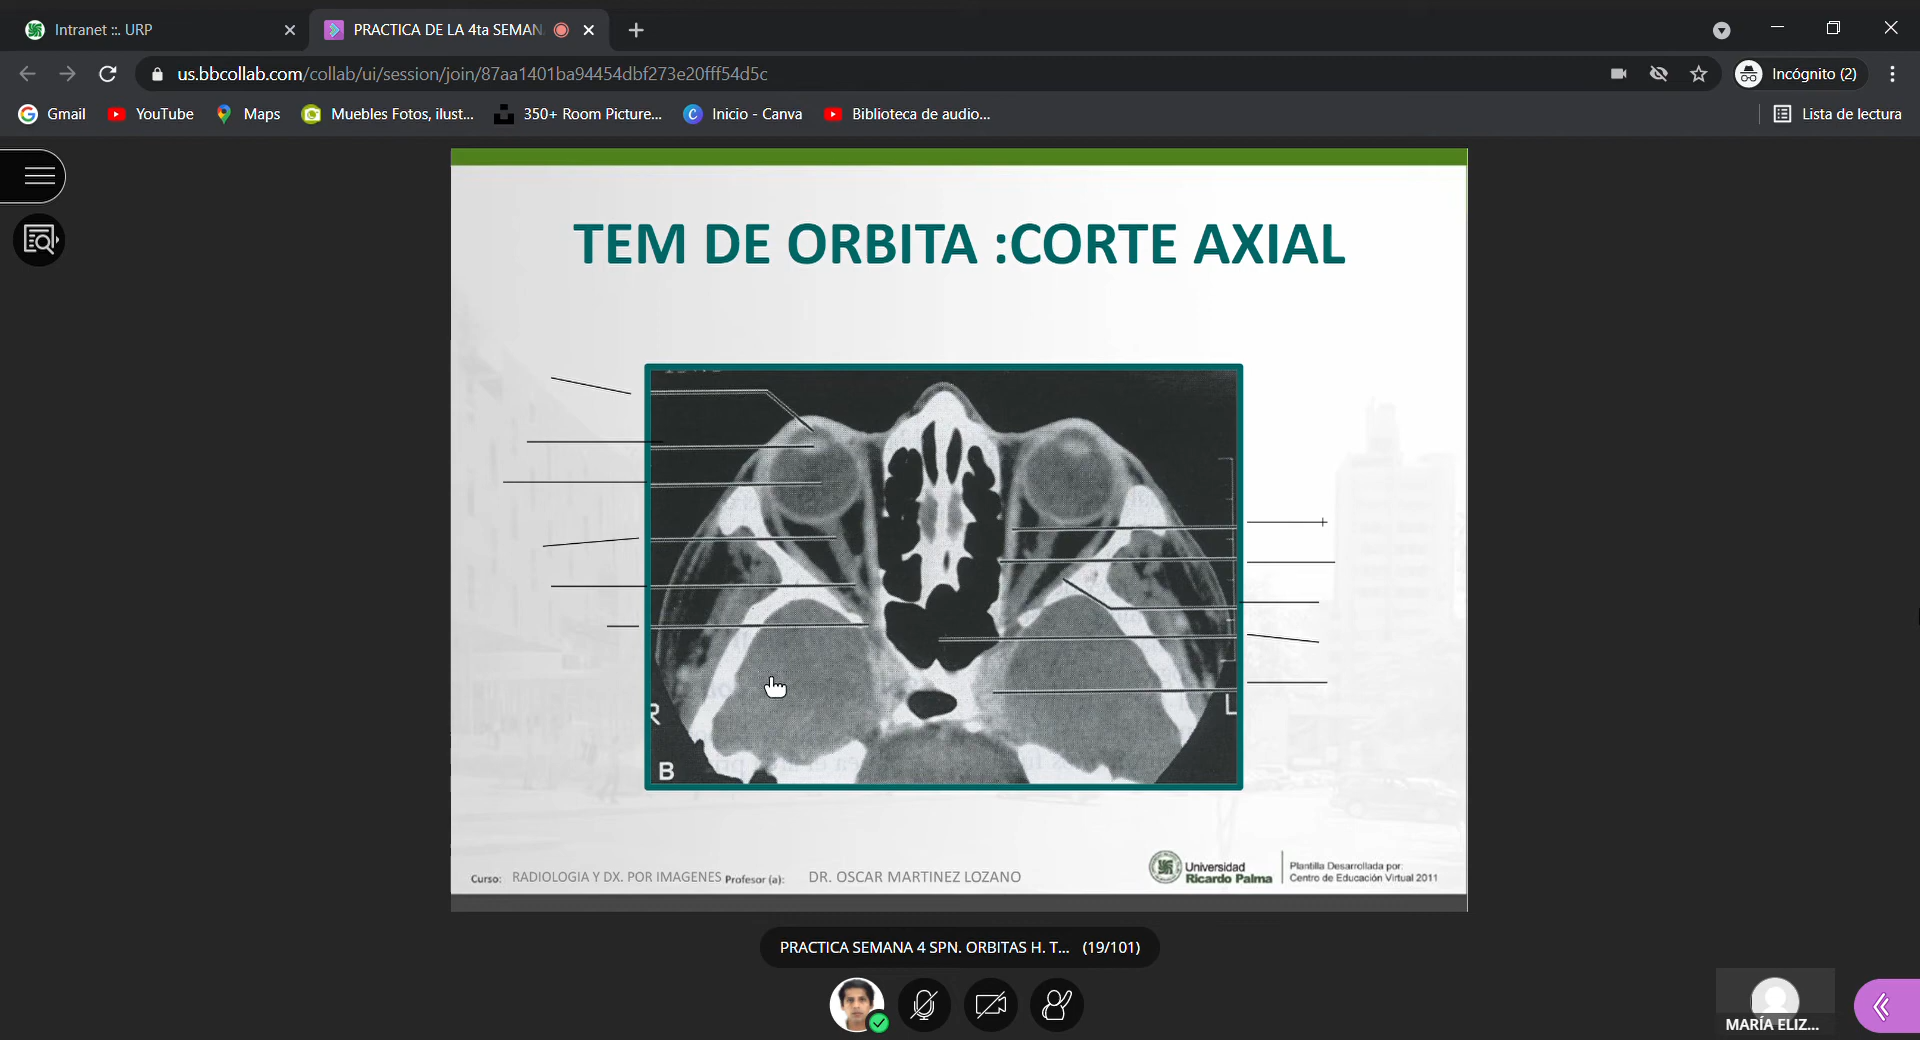 Intranet ::. URP
PRACTICA DE LA 4ta SEMAN
us.bbcollab.com/collab/ui/session/join/87aa1401ba94454dbf273e20fff54d5c
Incógnito (2)
Gmail
YouTube
Maps
Muebles Fotos, ilust...
350+ Room Picture...
Inicio - Canva
Biblioteca de audio...
Lista de lectura
TEM DE ORBITA :CORTE AXIAL
R
L
B
Curso: RADIOLOGIA Y DX. POR IMAGENES Profesor (a): DR. OSCAR MARTINEZ LOZANO
Universidad
Ricardo Palma
Plantilla Desarrollada por:
Centro de Educación Virtual 2011
PRACTICA SEMANA 4 SPN. ORBITAS H. T... (19/101)
MARÍA ELIZ...